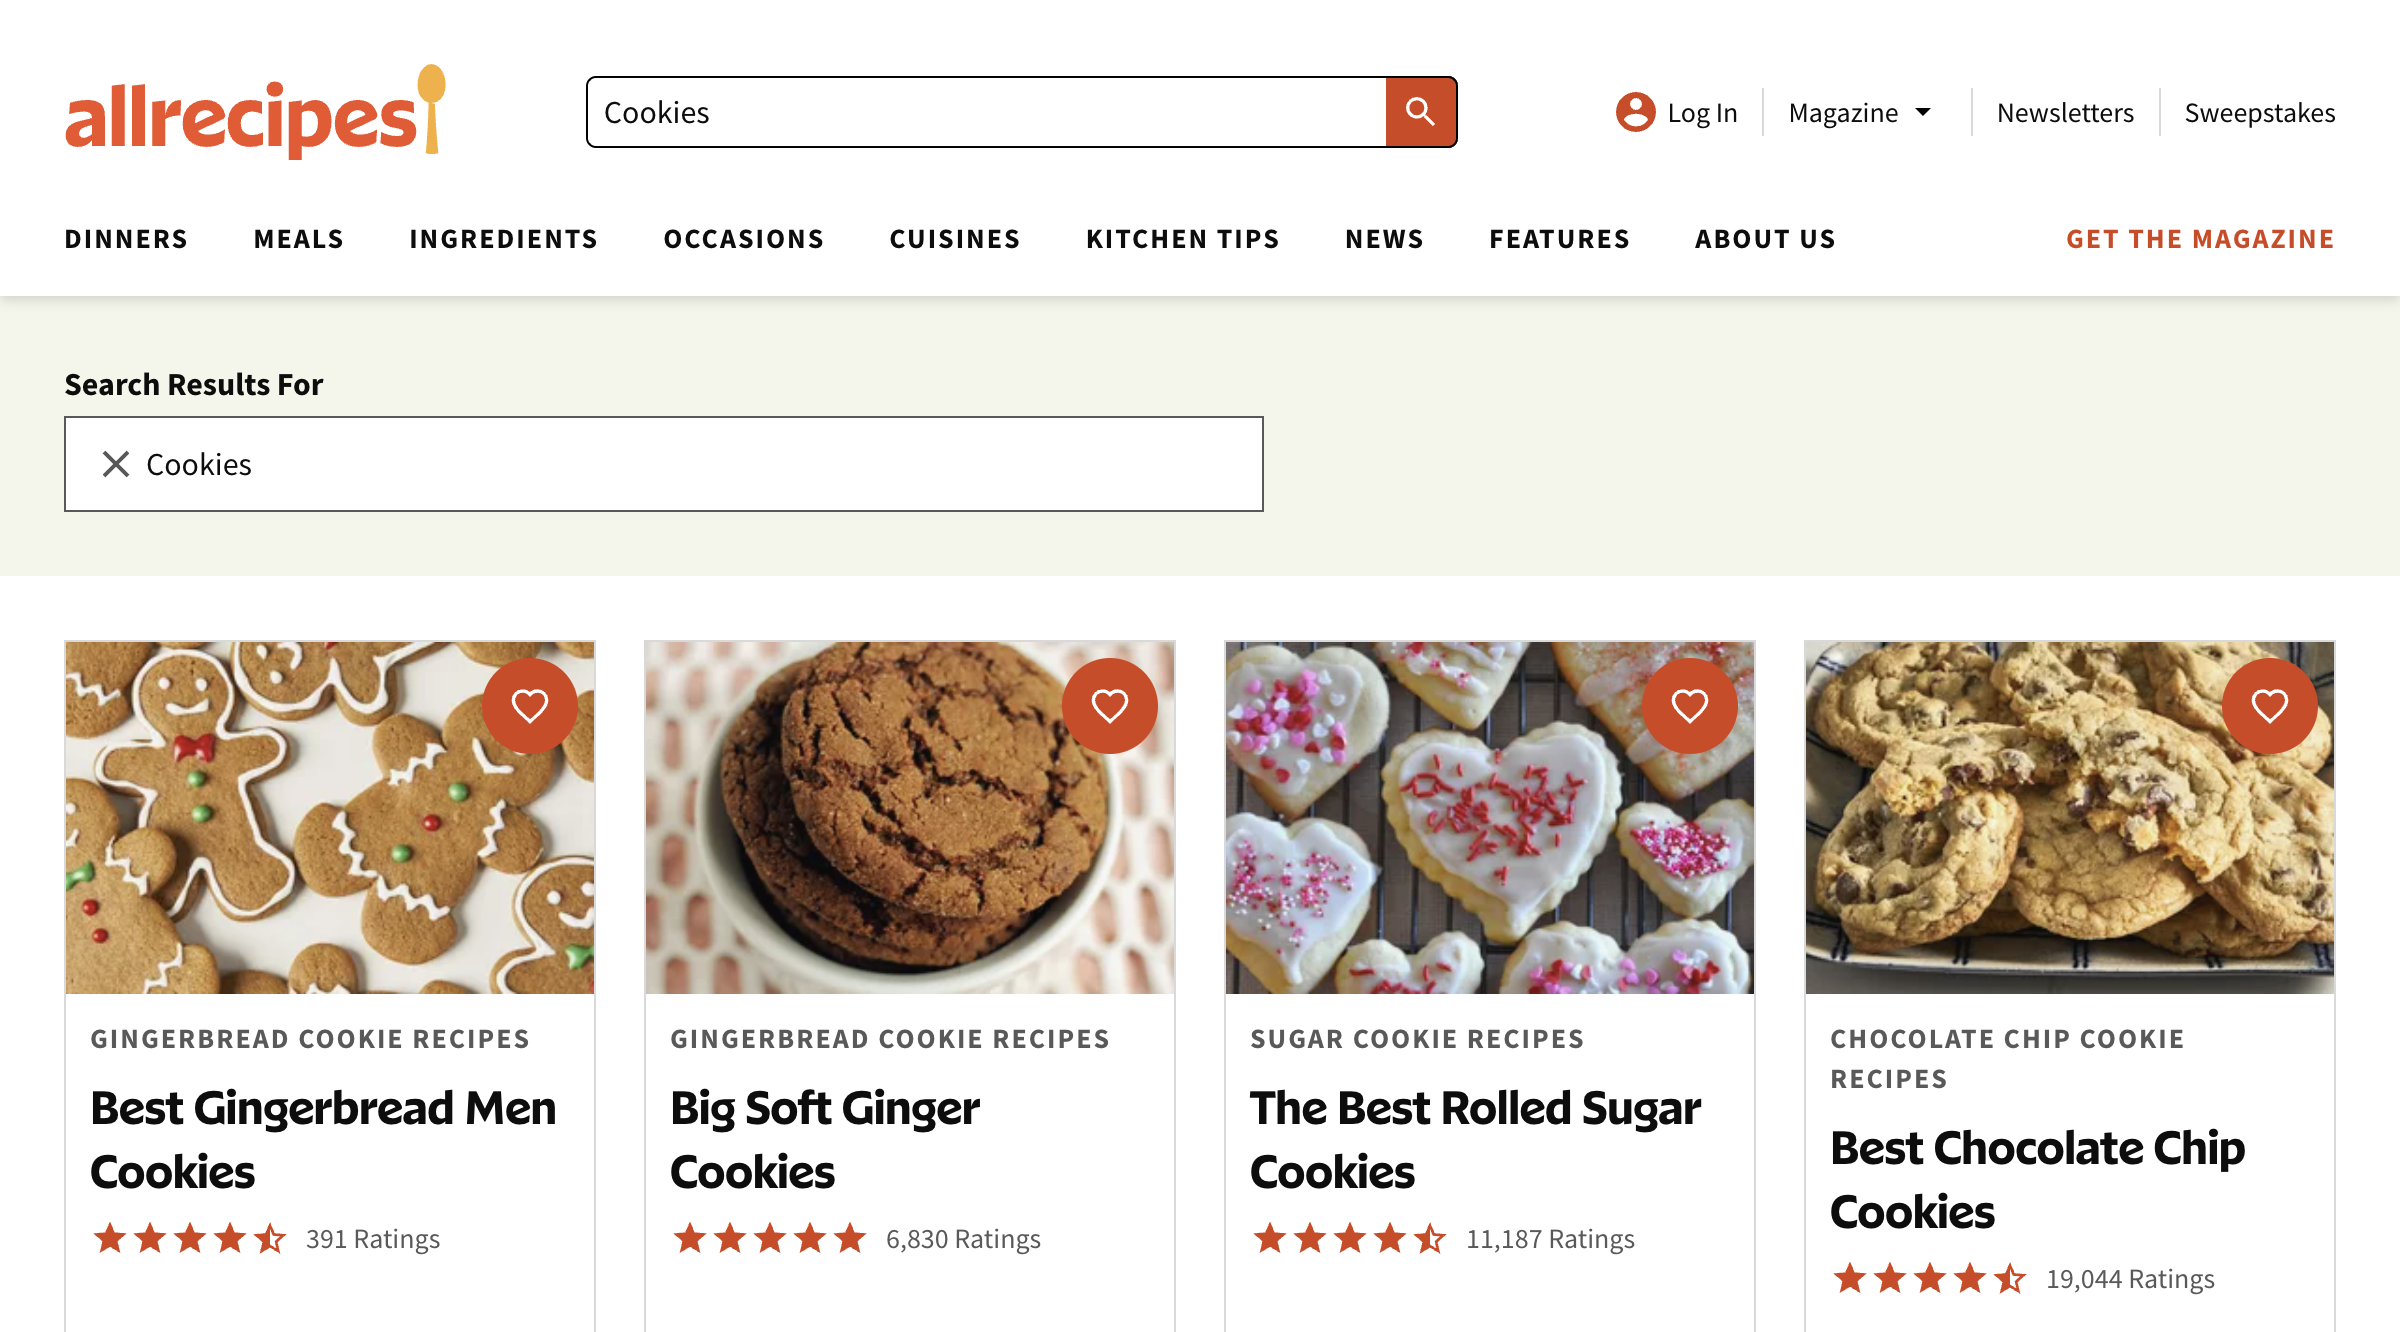 allrecipes
Cookies
Log In
Magazine
Newsletters
Sweepstakes
DINNERS
MEALS
INGREDIENTS
OCCASIONS
CUISINES
KITCHEN TIPS
NEWS
FEATURES
ABOUT US
GET THE MAGAZINE
Search Results For
Cookies
GINGERBREAD COOKIE RECIPES
Best Gingerbread Men
Cookies
391 Ratings
GINGERBREAD COOKIE RECIPES
Big Soft Ginger
Cookies
6,830 Ratings
SUGAR COOKIE RECIPES
The Best Rolled Sugar
Cookies
11,187 Ratings
CHOCOLATE CHIP COOKIE
RECIPES
Best Chocolate Chip
Cookies
19,044 Ratings